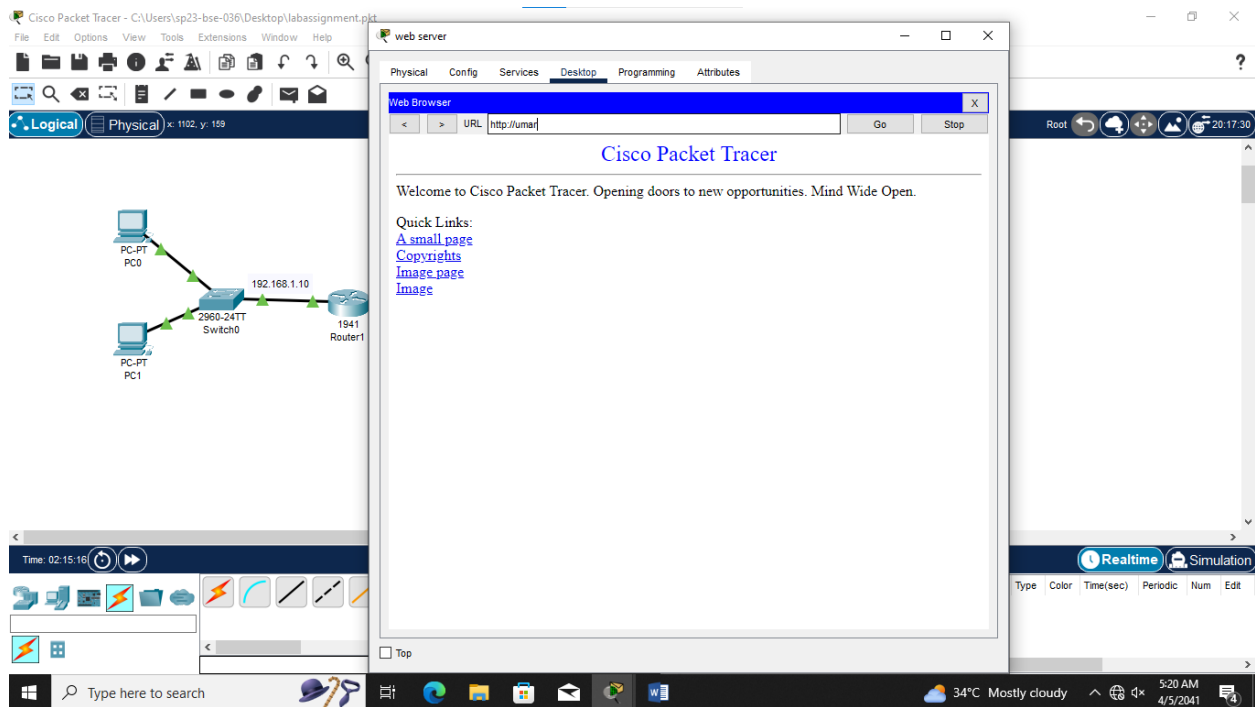 Cisco Packet Tracer - C:\Users\sp23-bse-036\Desktop\labassignment.pkt
File Edit Options View Tools Extensions Window Help
?
Logical Physical x: 1102, y: 159
Root 20:17:30
web server
Physical Config Services Desktop Programming Attributes
Web Browser X
< > URL http://umar Go Stop
Cisco Packet Tracer
Welcome to Cisco Packet Tracer. Opening doors to new opportunities. Mind Wide Open.
Quick Links:
A small page
Copyrights
Image page
Image
PC-PT
PC0
192.168.1.10
2960-24TT
Switch0
1941
Router1
PC-PT
PC1
Time: 02:15:16
Realtime Simulation
Type Color Time(sec) Periodic Num Edit
Top
Type here to search
34°C Mostly cloudy
5:20 AM
4/5/2041
4